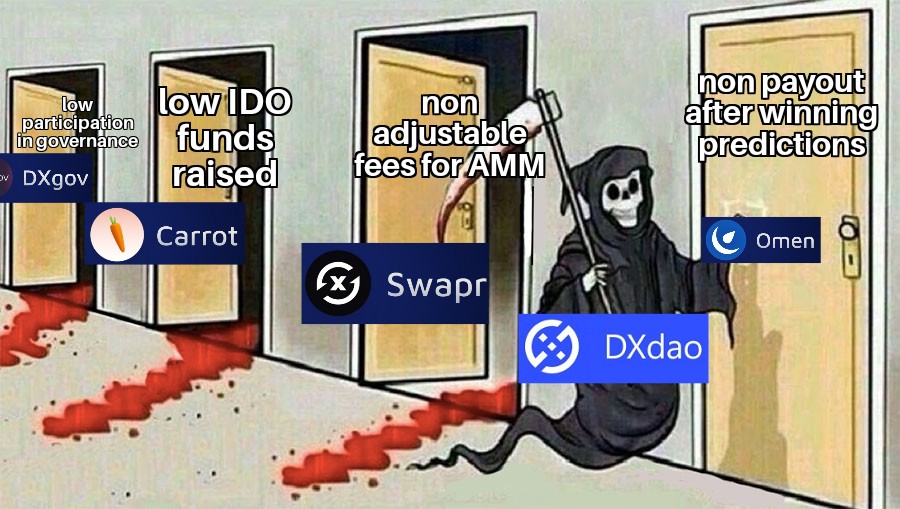 low
participation
in governance
DXgov
low IDO
funds
raised
Carrot
non
adjustable
fees for AMM
Swapr
DXdao
non payout
after winning
predictions
Omen